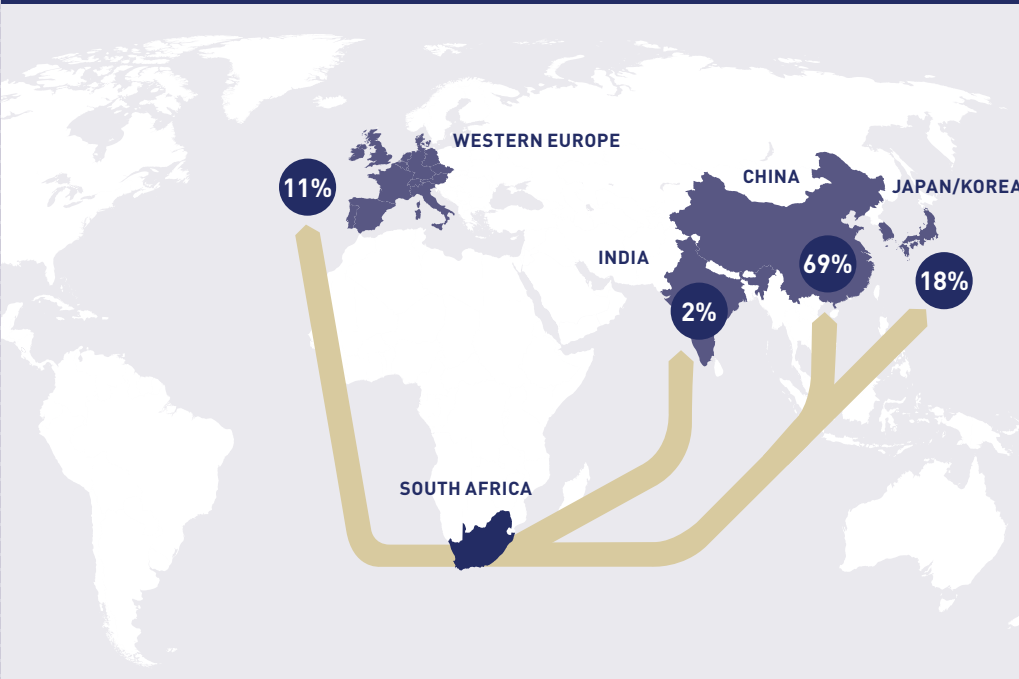 WESTERN EUROPE
11%
CHINA
JAPAN/KOREA
INDIA
69%
18%
2%
SOUTH AFRICA